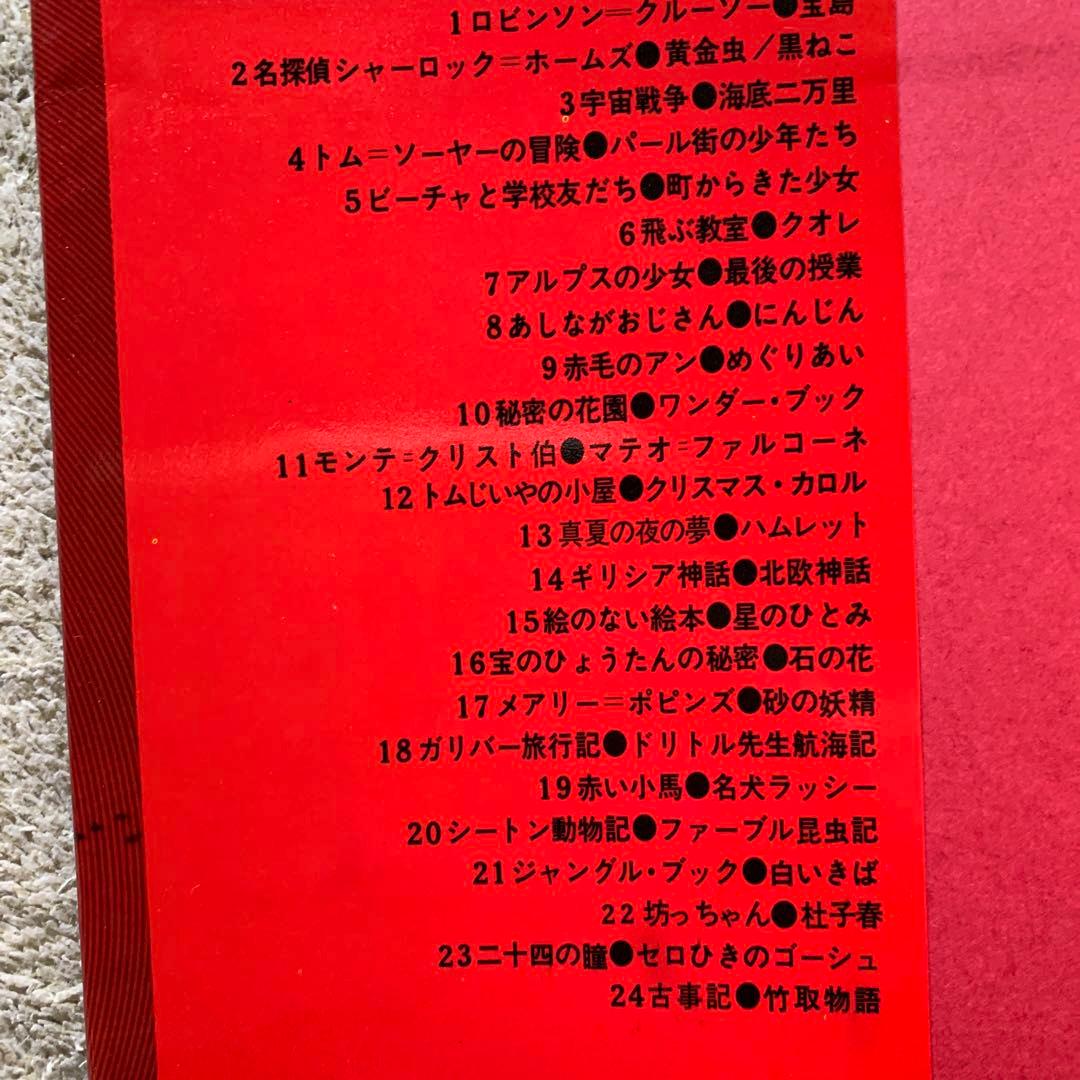 1ロビンソン=クルーソー●宝島
2名探偵シャーロック=ホームズ●黄金虫/黒ねこ
3宇宙戦争●海底二万里
4トム=ソーヤーの冒険●パール街の少年たち
5ビーチャと学校友だち●町からきた少女
6飛ぶ教室●クオレ
7アルプスの少女●最後の授業
8あしながおじさん●にんじん
9赤毛のアン●めぐりあい
10秘密の花園●ワンダー・ブック
11モンテ=クリスト伯●マテオ=ファルコーネ
12トムじいやの小屋●クリスマス・カロル
13真夏の夜の夢●ハムレット
14ギリシア神話●北欧神話
15絵のない絵本●星のひとみ
16宝のひょうたんの秘密●石の花
17メアリー=ポピンズ●砂の妖精
18ガリバー旅行記●ドリトル先生航海記
19赤い小馬●名犬ラッシー
20シートン動物記●ファーブル昆虫記
21ジャングル・ブック●白いきば
22坊っちゃん●杜子春
23二十四の瞳●セロひきのゴーシュ
24古事記●竹取物語